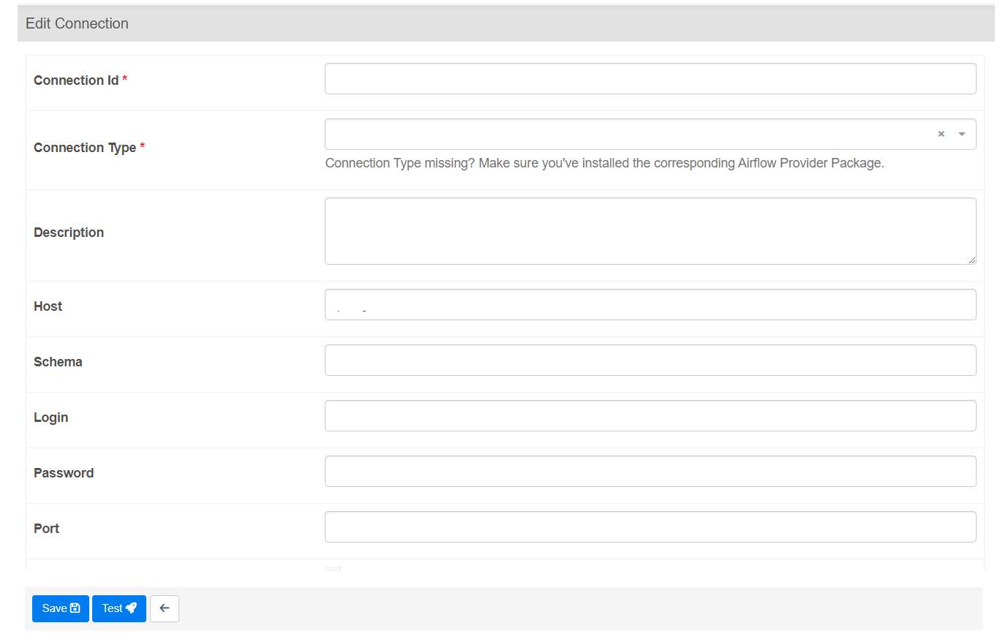 Edit Connection
Connection Id *
Connection Type *
×
Connection Type missing? Make sure you've installed the corresponding Airflow Provider Package.
Description
Host
Schema
Login
Password
Port
Save
Test